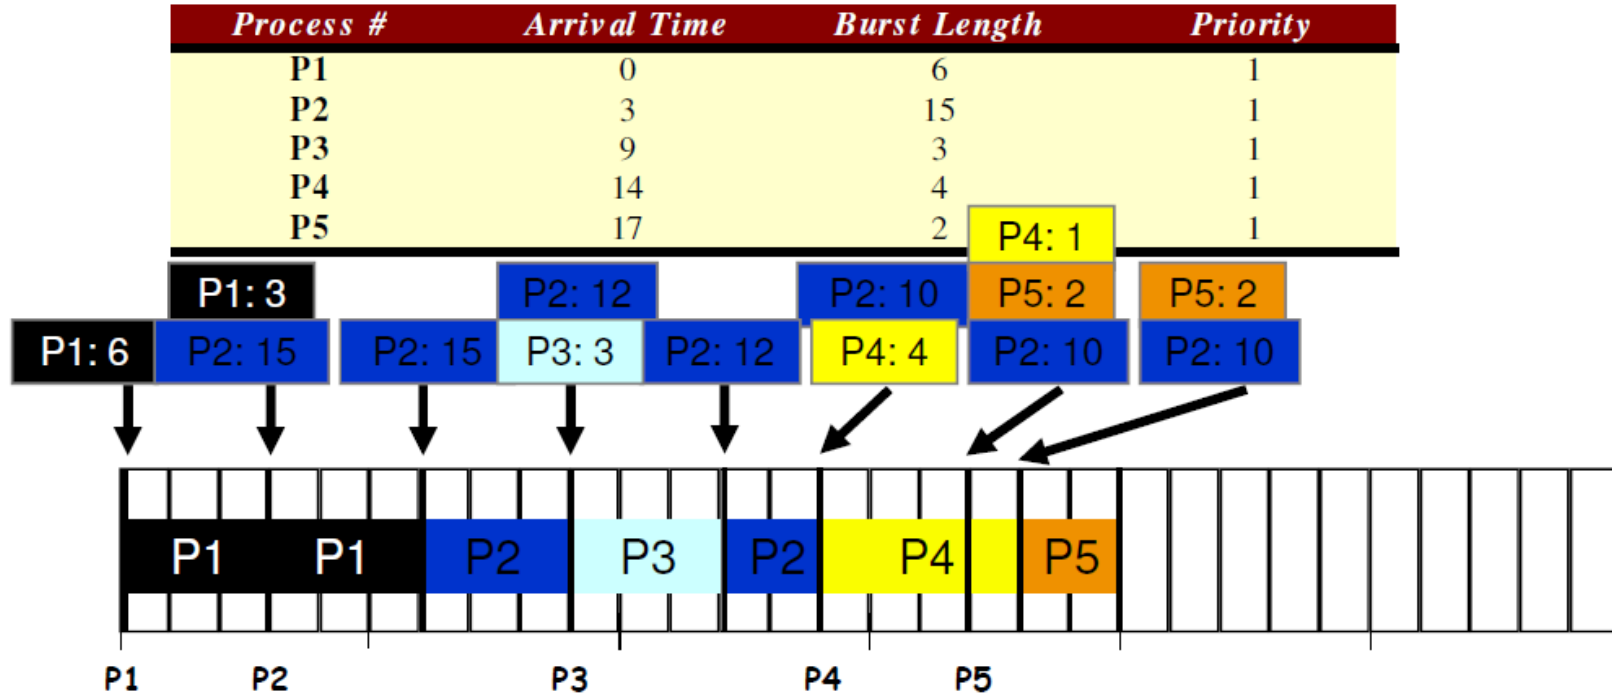 Process # Arrival Time Burst Length Priority
P1 0 6 1
P2 3 15 1
P3 9 3 1
P4 14 4 1
P5 17 2 1
P4: 1
P1: 3 P2: 12 P2: 10 P5: 2 P5: 2
P1: 6 P2: 15 P2: 15 P3: 3 P2: 12 P4: 4 P2: 10 P2: 10
P1 P1 P2 P3 P2 P4 P5
P1 P2 P3 P4 P5